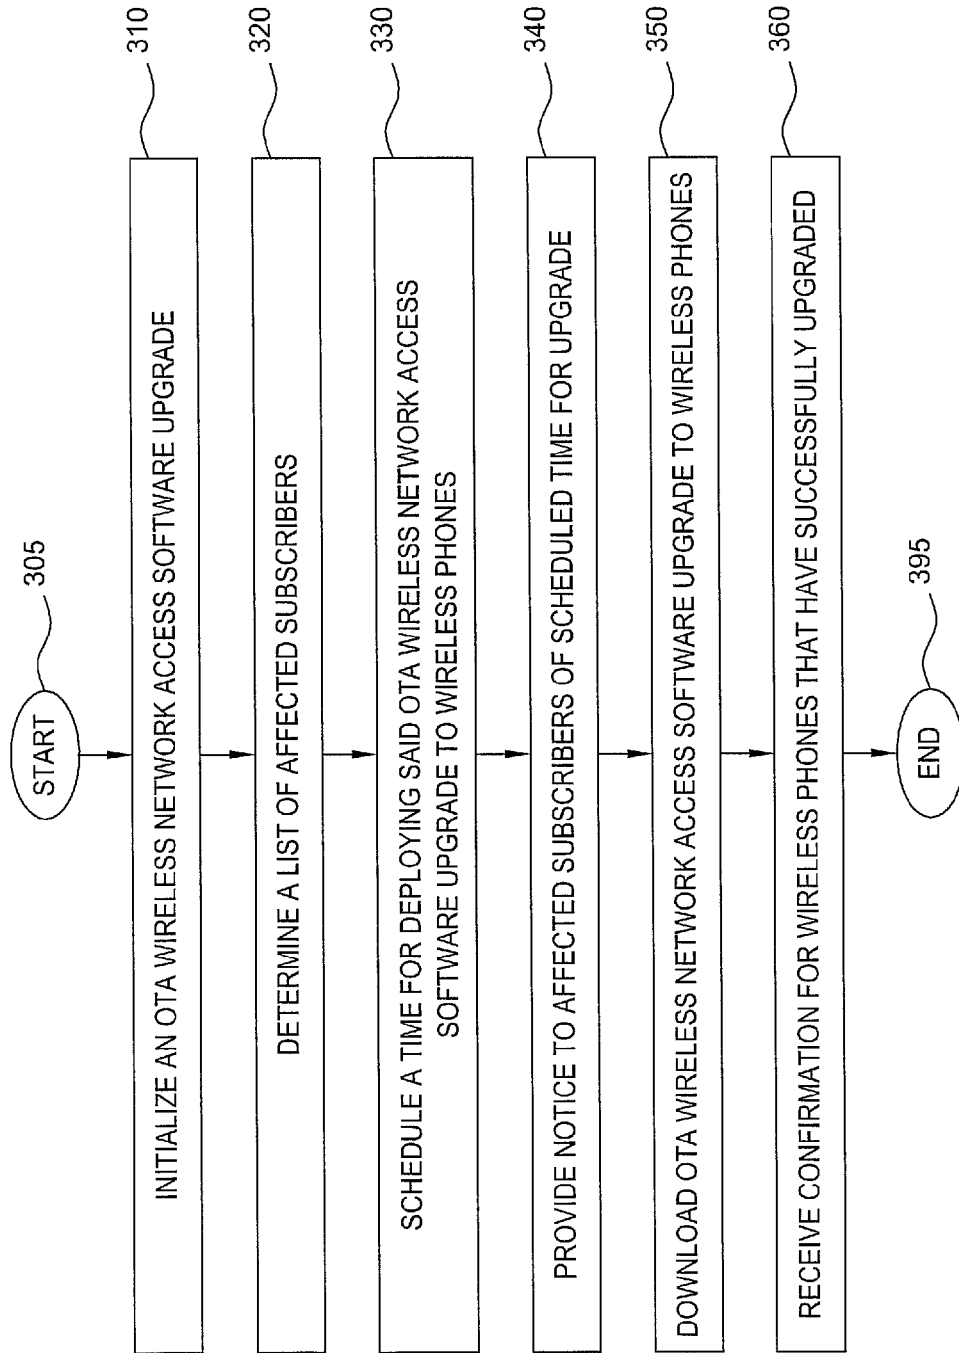 START
305
INITIALIZE AN OTA WIRELESS NETWORK ACCESS SOFTWARE UPGRADE
310
DETERMINE A LIST OF AFFECTED SUBSCRIBERS
320
SCHEDULE A TIME FOR DEPLOYING SAID OTA WIRELESS NETWORK ACCESS
SOFTWARE UPGRADE TO WIRELESS PHONES
330
PROVIDE NOTICE TO AFFECTED SUBSCRIBERS OF SCHEDULED TIME FOR UPGRADE
340
DOWNLOAD OTA WIRELESS NETWORK ACCESS SOFTWARE UPGRADE TO WIRELESS PHONES
350
RECEIVE CONFIRMATION FOR WIRELESS PHONES THAT HAVE SUCCESSFULLY UPGRADED
360
END
395